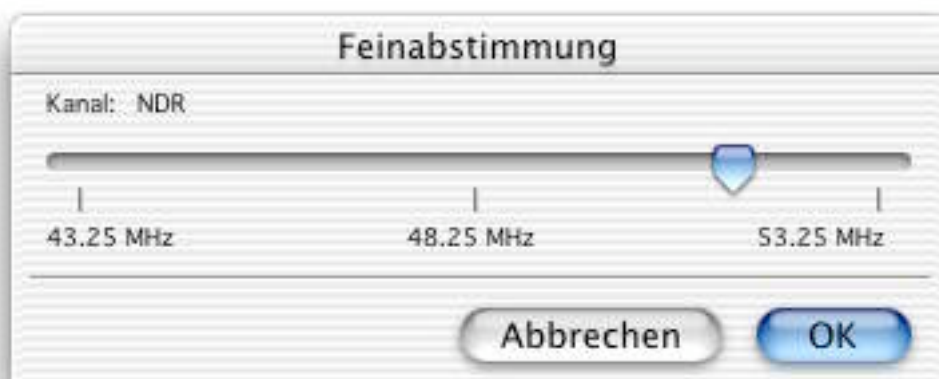 Feinabstimmung
Kanal: NDR
43.25 MHz 48.25 MHz 53.25 MHz
Abbrechen OK